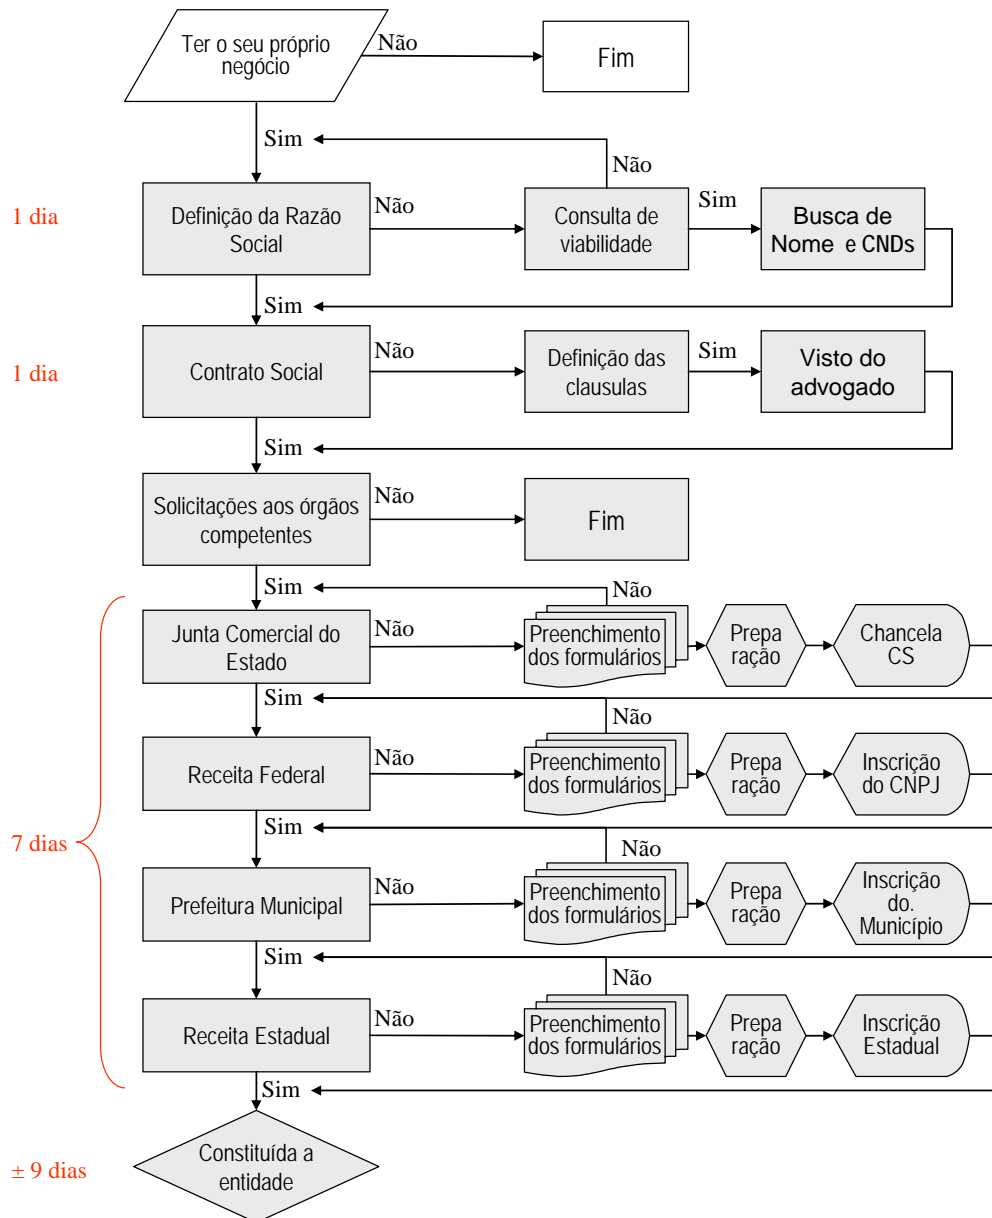 Ter o seu próprio
negócio
Não
Fim
Sim
Não
1 dia
Definição da Razão
Social
Não
Consulta de
viabilidade
Sim
Busca de
Nome e CNDs
Sim
1 dia
Contrato Social
Não
Definição das
clausulas
Sim
Visto do
advogado
Sim
Solicitações aos órgãos
competentes
Não
Fim
Sim
Não
Junta Comercial do
Estado
Não
Preenchimento
dos formulários
Prepa
ração
Chancela
CS
Sim
Não
Receita Federal
Não
Preenchimento
dos formulários
Prepa
ração
Inscrição
do CNPJ
Sim
7 dias
Não
Prefeitura Municipal
Não
Preenchimento
dos formulários
Prepa
ração
Inscrição
do.
Município
Sim
Não
Receita Estadual
Não
Preenchimento
dos formulários
Prepa
ração
Inscrição
Estadual
Sim
± 9 dias
Constituída a
entidade